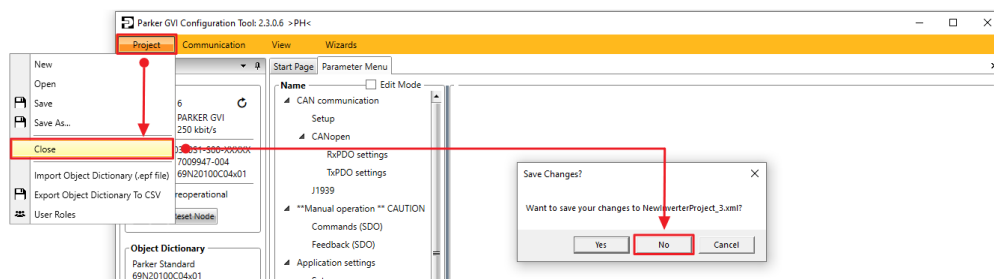 Parker GVI Configuration Tool: 2.3.0.6 >PH<
Project Communication View Wizards
New
Open
Save
Save As...
Close
Import Object Dictionary (.epf file)
Export Object Dictionary To CSV
User Roles
6
PARKER GVI
250 kbit/s
S00-XXXXX
7009947-004
69N20100C04x01
reoperational
eset Node
Object Dictionary
Parker Standard
69N20100C04x01
Start Page Parameter Menu
Name Edit Mode
CAN communication
Setup
CANopen
RxPDO settings
TxPDO settings
J1939
**Manual operation ** CAUTION
Commands (SDO)
Feedback (SDO)
Application settings
Save Changes?
Want to save your changes to NewInverterProject_3.xml?
Yes No Cancel